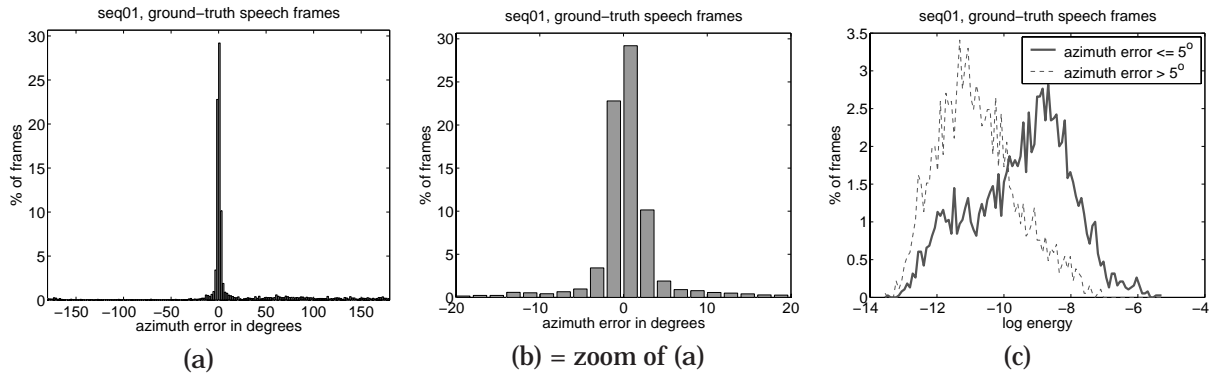 seq01, ground-truth speech frames
30
25
20
15
10
5
0
% of frames
−150 −100 −50 0 50 100 150
azimuth error in degrees
(a)
seq01, ground-truth speech frames
30
25
20
15
10
5
0
% of frames
−20 −10 0 10 20
azimuth error in degrees
(b) = zoom of (a)
seq01, ground-truth speech frames
3.5
3
2.5
2
1.5
1
0.5
0
% of frames
azimuth error <= 5°
azimuth error > 5°
−14 −12 −10 −8 −6 −4
log energy
(c)